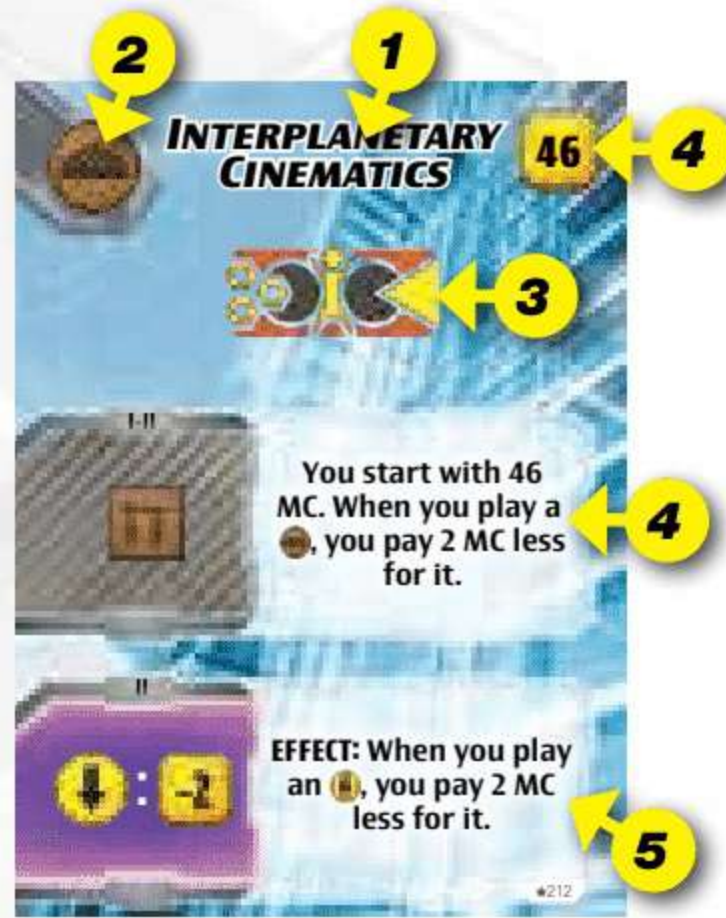 2
1
INTERPLANETARY
CINEMATICS
46
4
3
I-II
You start with 46
MC. When you play a
, you pay 2 MC less
for it.
4
II
-2
EFFECT: When you play
an , you pay 2 MC
less for it.
5
212